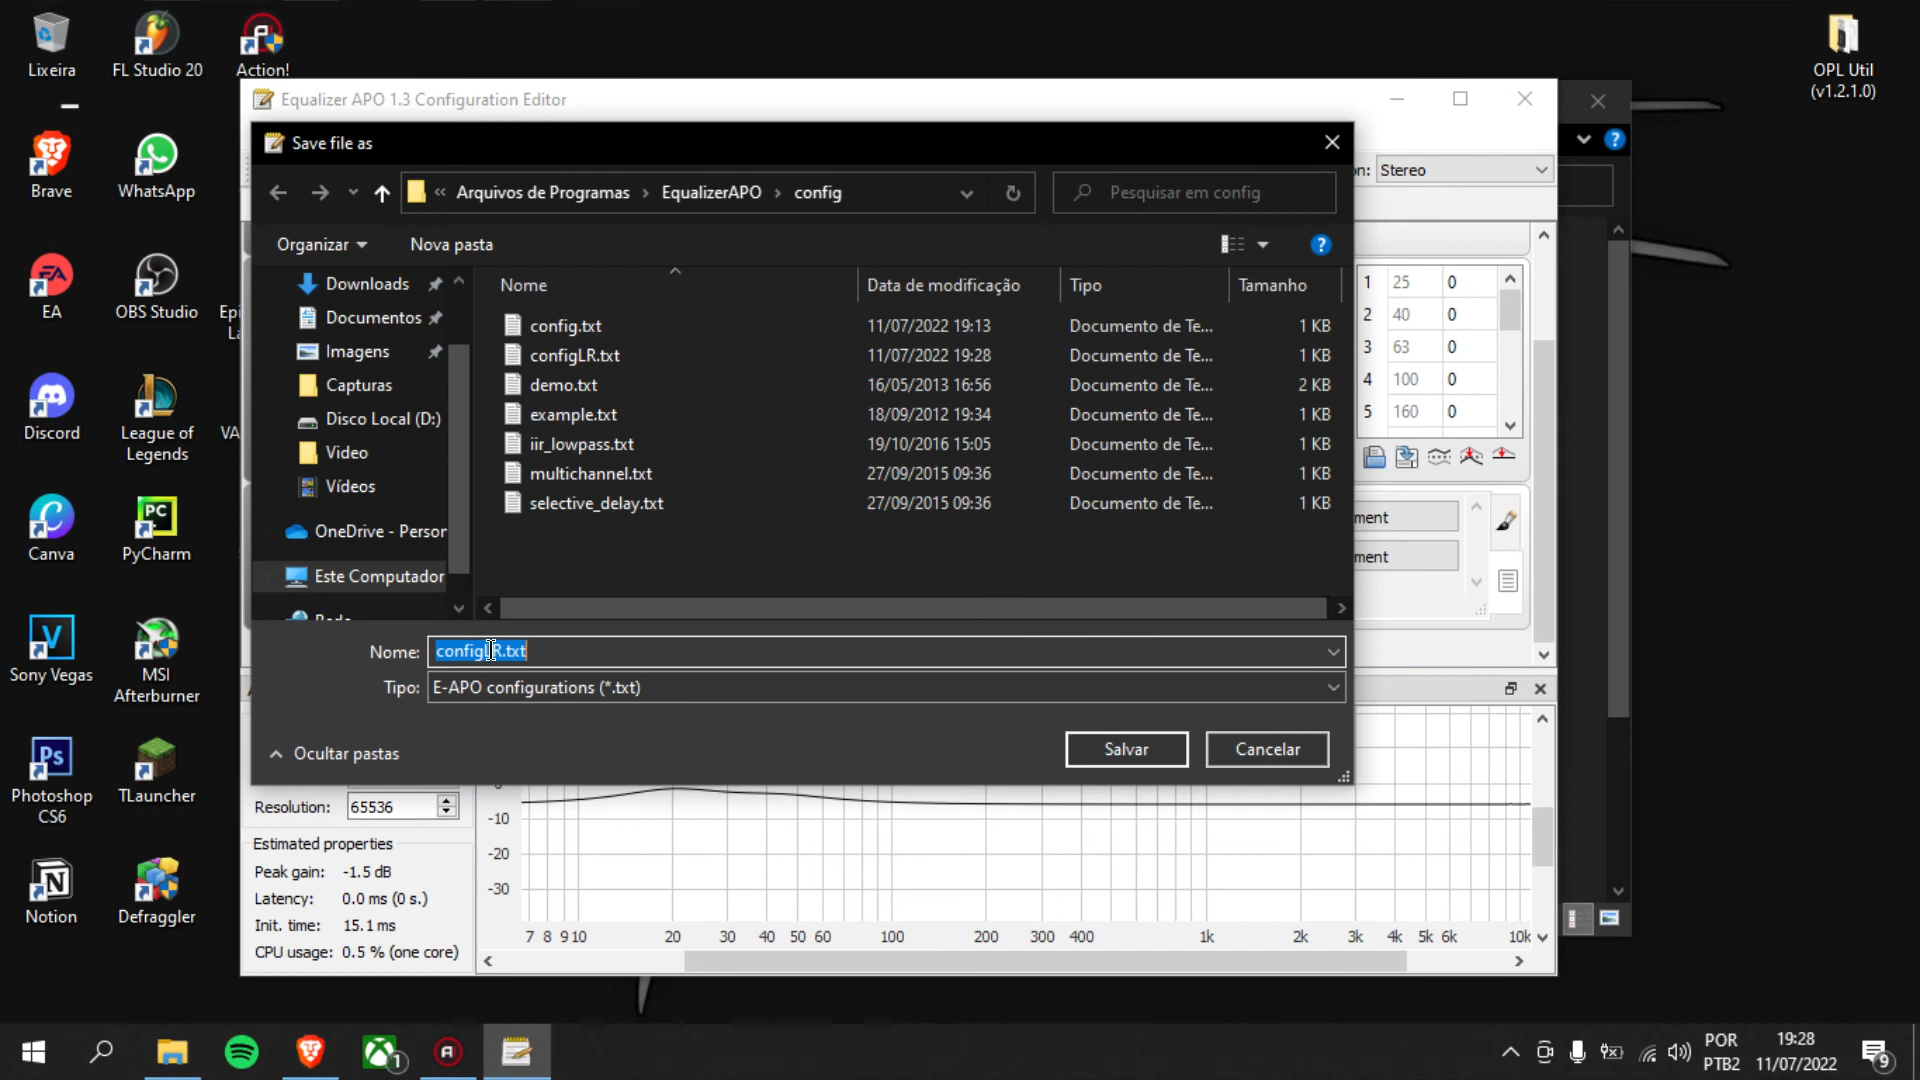 Lixeira
FL Studio 20
Action!
OPL Util
(v1.2.1.0)
Brave
WhatsApp
EA
OBS Studio
Epi
La
Discord
League of
Legends
VA
Canva
PyCharm
Sony Vegas
MSI
Afterburner
Photoshop
CS6
TLauncher
Notion
Defraggler
Equalizer APO 1.3 Configuration Editor
Save file as
n: Stereo
« Arquivos de Programas › EqualizerAPO › config
Pesquisar em config
Organizar
Nova pasta
Downloads
Documentos
Imagens
Capturas
Disco Local (D:)
Video
Vídeos
OneDrive - Person
Este Computador
Rede
Nome Data de modificação Tipo Tamanho
config.txt 11/07/2022 19:13 Documento de Te... 1 KB
configLR.txt 11/07/2022 19:28 Documento de Te... 1 KB
demo.txt 16/05/2013 16:56 Documento de Te... 2 KB
example.txt 18/09/2012 19:34 Documento de Te... 1 KB
iir_lowpass.txt 19/10/2016 15:05 Documento de Te... 1 KB
multichannel.txt 27/09/2015 09:36 Documento de Te... 1 KB
selective_delay.txt 27/09/2015 09:36 Documento de Te... 1 KB
1 25 0
2 40 0
3 63 0
4 100 0
5 160 0
ment
ment
Nome: configLR.txt
Tipo: E-APO configurations (*.txt)
Ocultar pastas
Salvar
Cancelar
Resolution: 65536
Estimated properties
Peak gain: -1.5 dB
Latency: 0.0 ms (0 s.)
Init. time: 15.1 ms
CPU usage: 0.5 % (one core)
-10
-20
-30
7 8 9 10 20 30 40 50 60 100 200 300 400 1k 2k 3k 4k 5k 6k 10k
1
POR
PTB2
19:28
11/07/2022
9